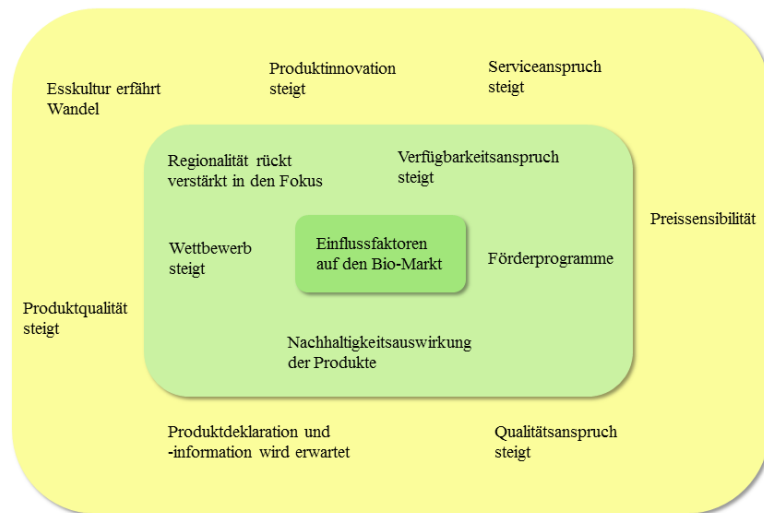 Produktinnovation
steigt
Serviceanspruch
steigt
Esskultur erfährt
Wandel
Regionalität rückt
verstärkt in den Fokus
Verfügbarkeitsanspruch
steigt
Preissensibilität
Wettbewerb
steigt
Einflussfaktoren
auf den Bio-Markt
Förderprogramme
Produktqualität
steigt
Nachhaltigkeitsauswirkung
der Produkte
Produktdeklaration und
-information wird erwartet
Qualitätsanspruch
steigt